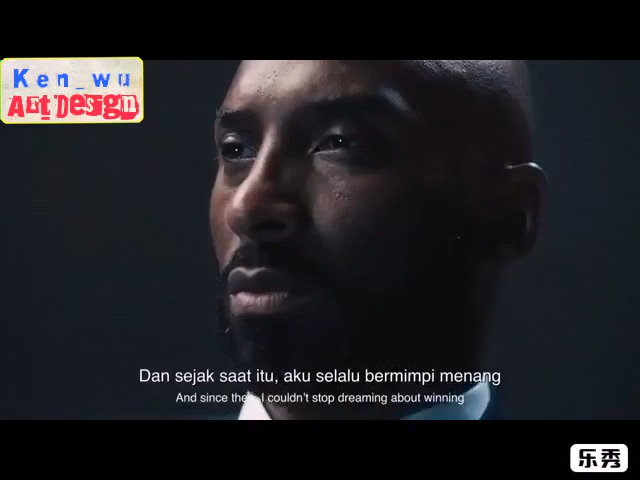 Ken_wu
Art Design
Dan sejak saat itu, aku selalu bermimpi menang
And since then, I couldn't stop dreaming about winning
乐秀